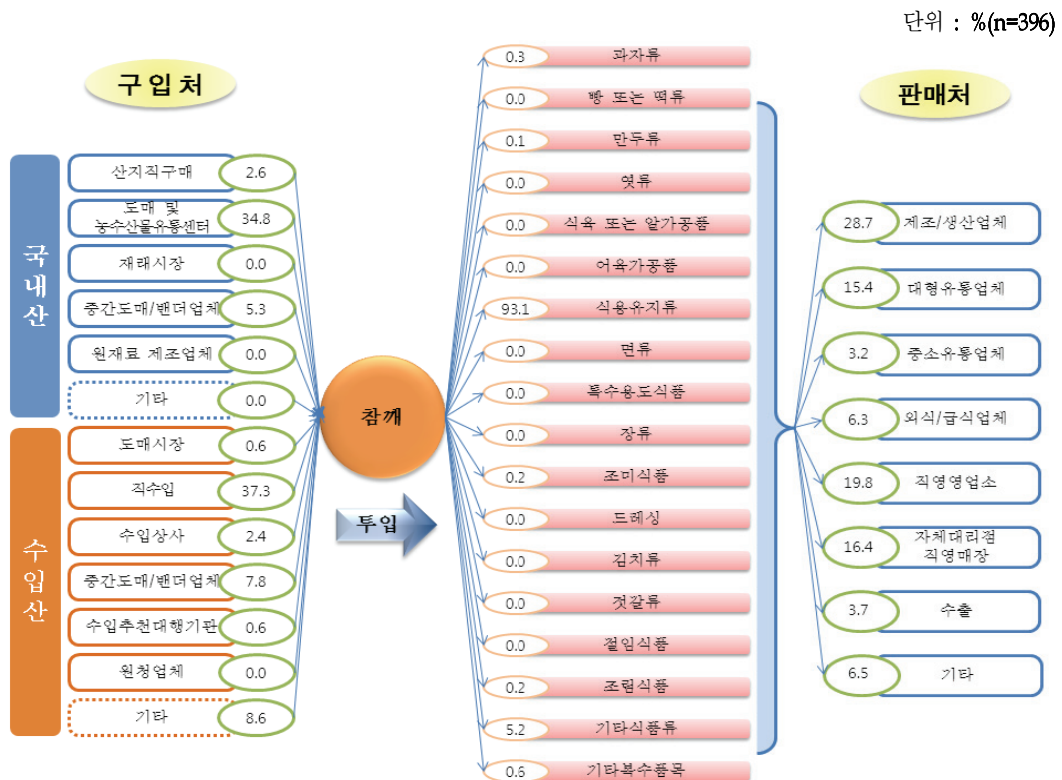 단위 : %(n=396)
구입처
판매처
국내산
산지직구매 2.6
도매 및
농수산물유통센터 34.8
재래시장 0.0
중간도매/밴더업체 5.3
원재료 제조업체 0.0
기타 0.0
수입산
도매시장 0.6
직수입 37.3
수입상사 2.4
중간도매/밴더업체 7.8
수입추천대행기관 0.6
원청업체 0.0
기타 8.6
참깨
투입
0.3 과자류
0.0 빵 또는 떡류
0.1 만두류
0.0 엿류
0.0 식육 또는 알가공품
0.0 어육가공품
93.1 식용유지류
0.0 면류
0.0 특수용도식품
0.0 장류
0.2 조미식품
0.0 드레싱
0.0 김치류
0.0 젓갈류
0.0 절임식품
0.2 조림식품
5.2 기타식품류
0.6 기타복수품목
28.7 제조/생산업체
15.4 대형유통업체
3.2 중소유통업체
6.3 외식/급식업체
19.8 직영영업소
16.4 자체대리점
직영매장
3.7 수출
6.5 기타